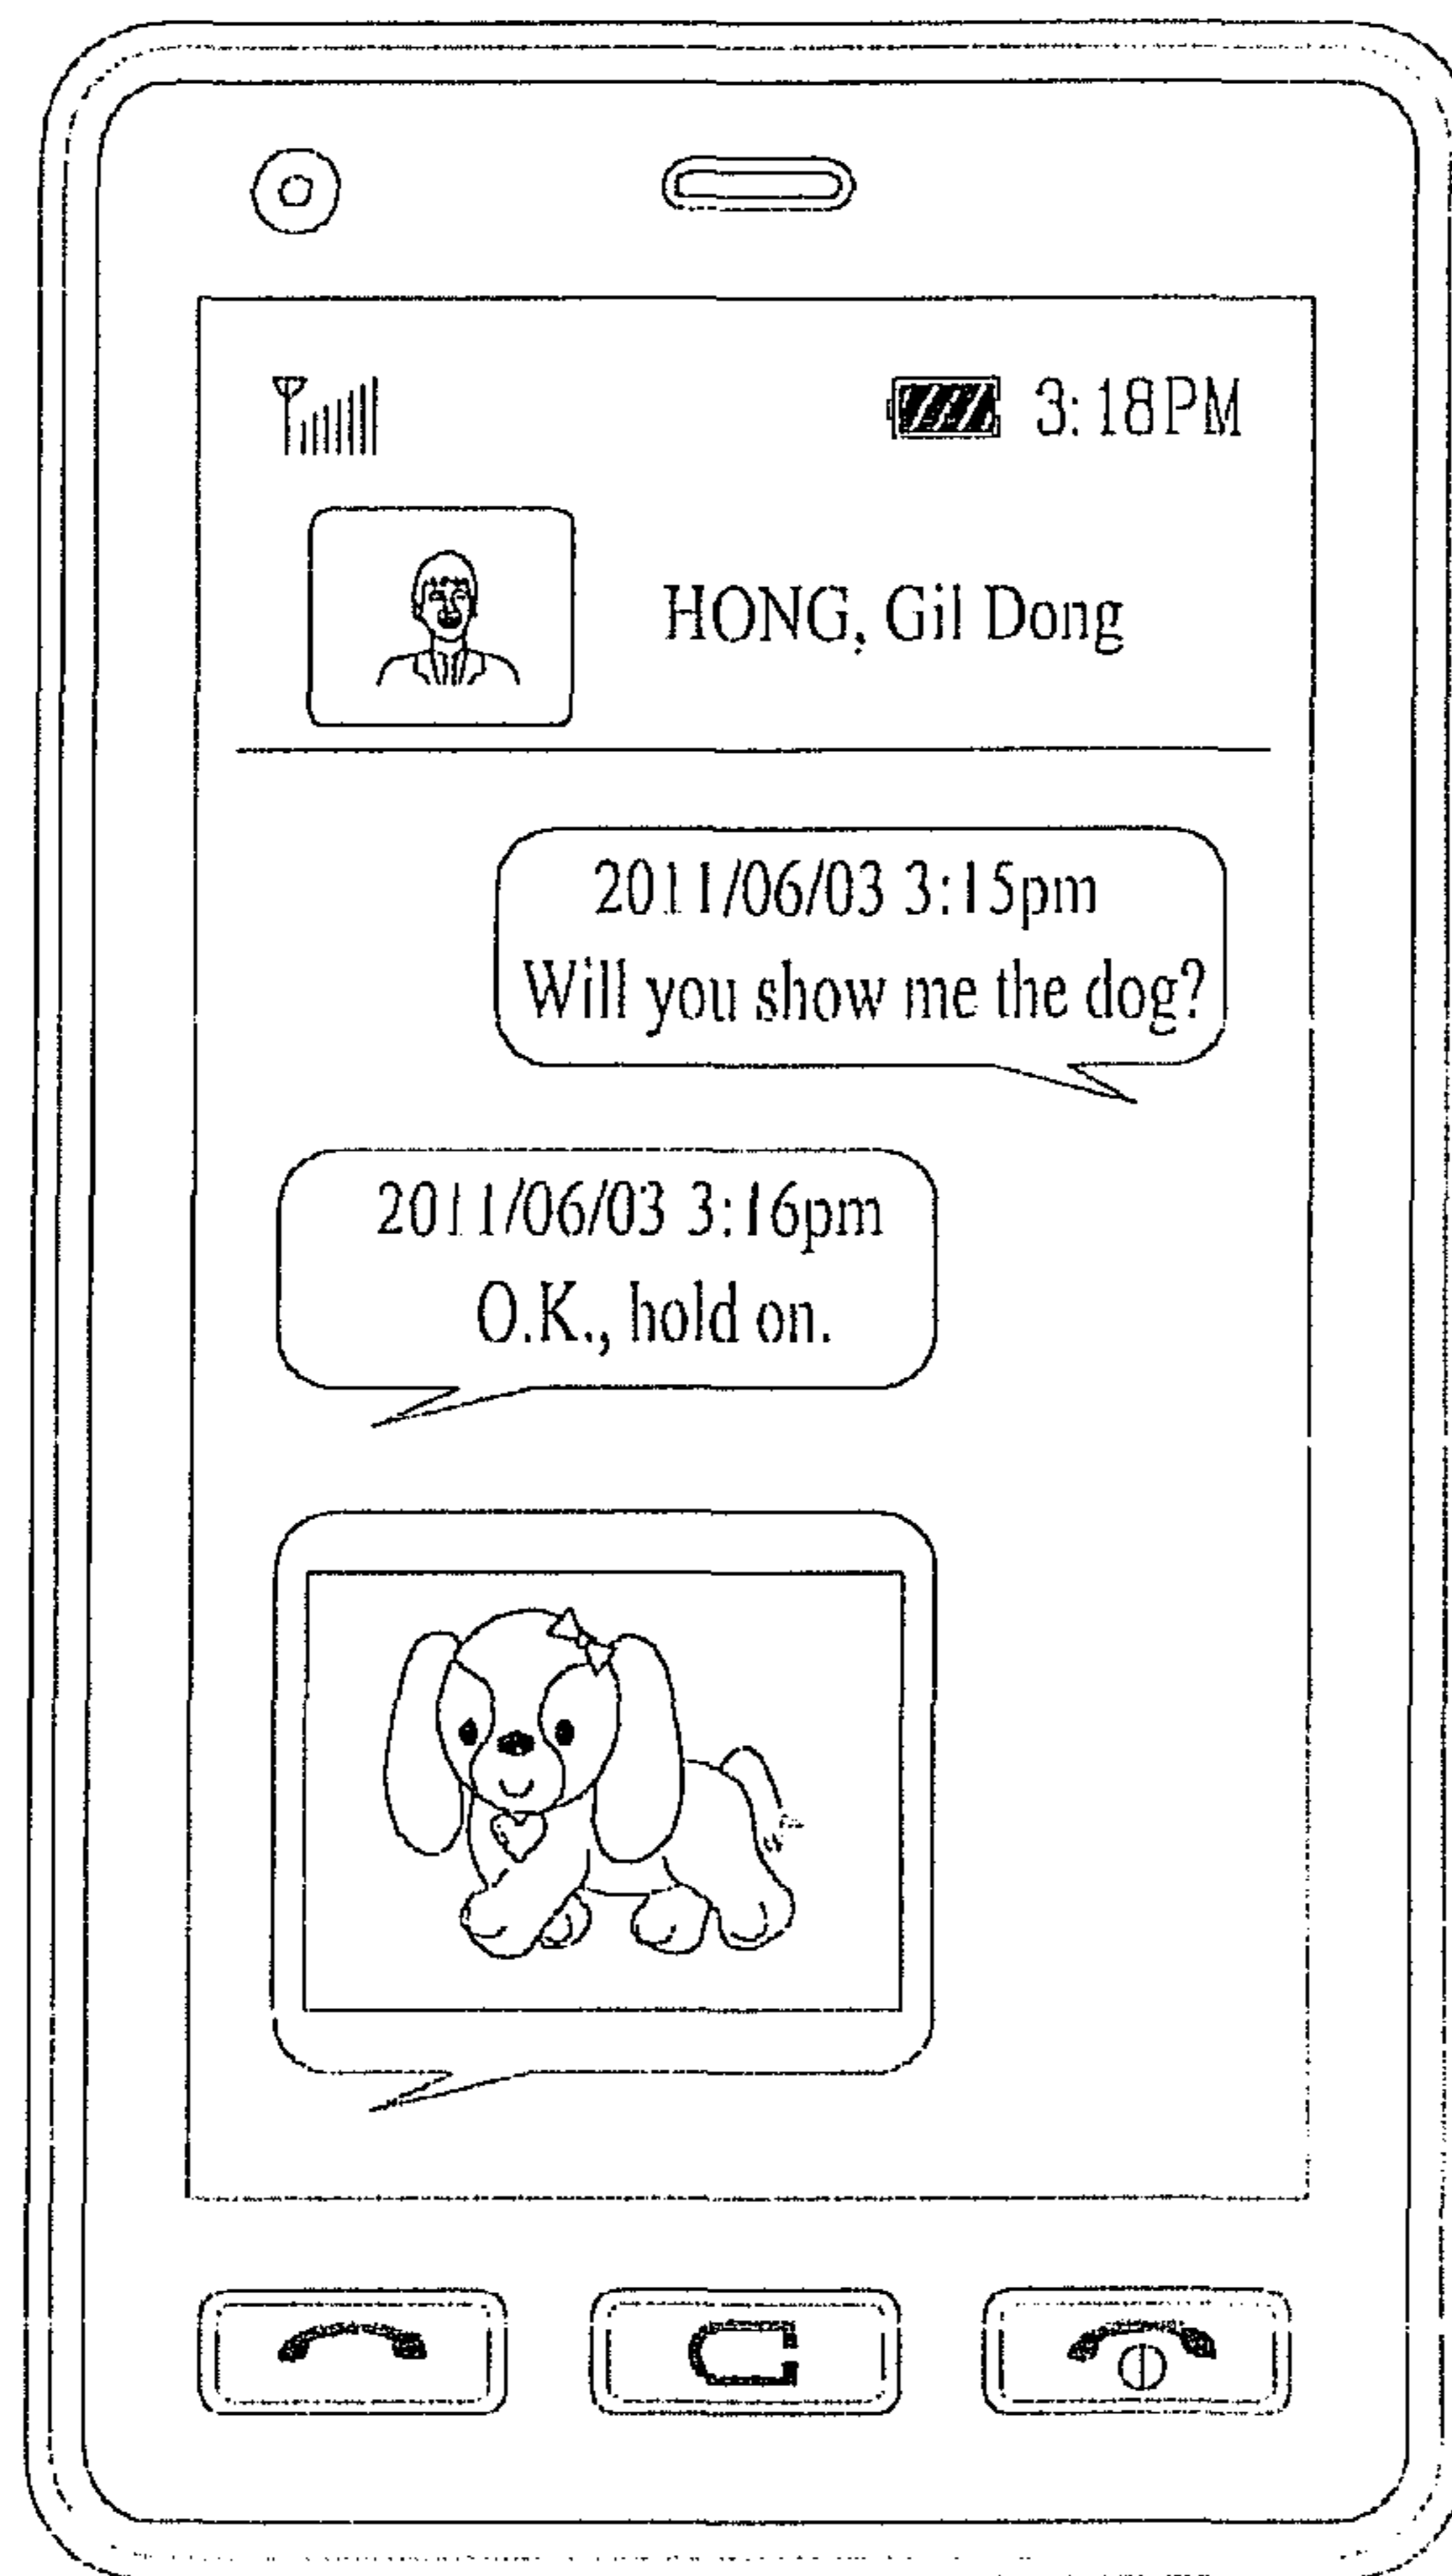 3:18PM
HONG, Gil Dong
2011/06/03 3:15pm
Will you show me the dog?
2011/06/03 3:16pm
O.K., hold on.